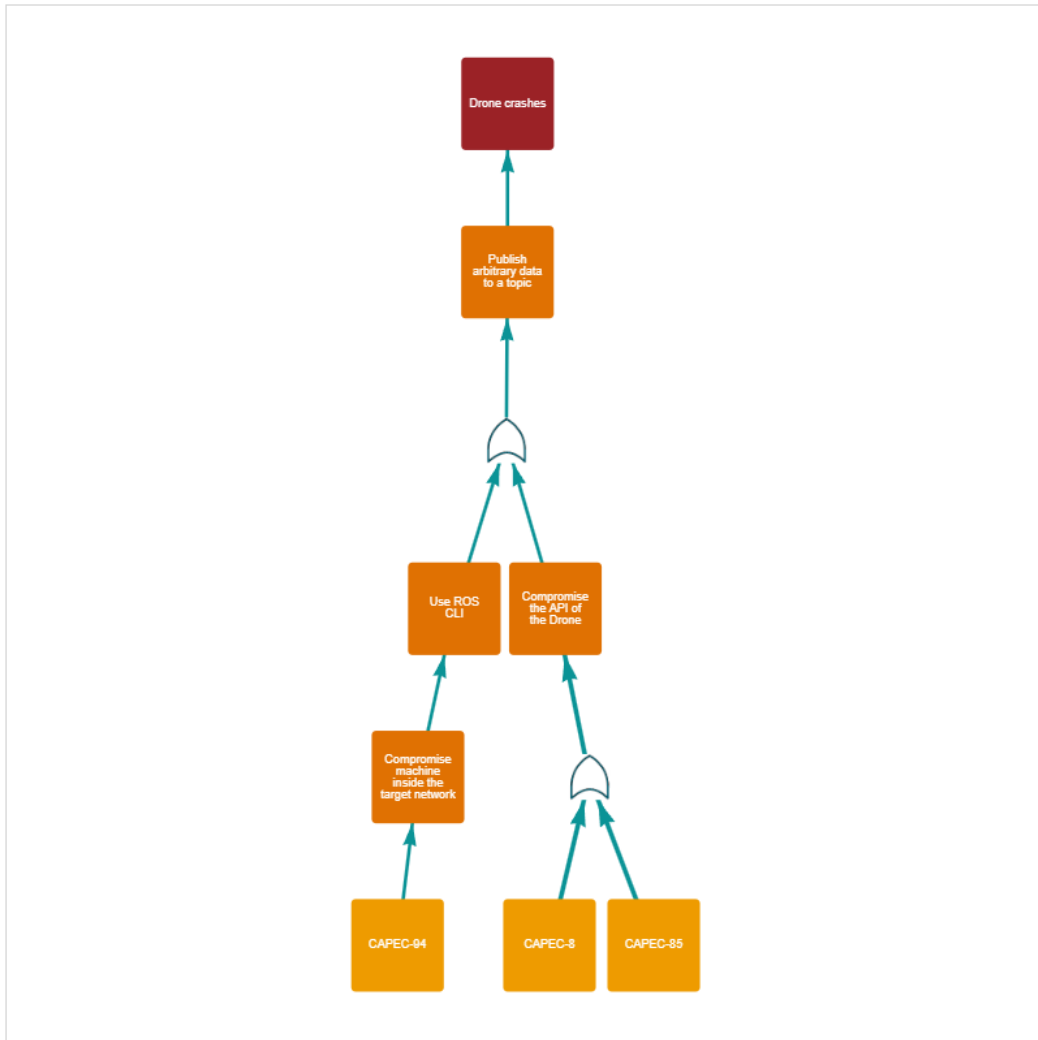 Drone crashes
Publish
arbitrary data
to a topic
Use ROS
CLI
Compromise
the API of
the Drone
Compromise
machine
inside the
target network
CAPEC-94
CAPEC-8
CAPEC-85